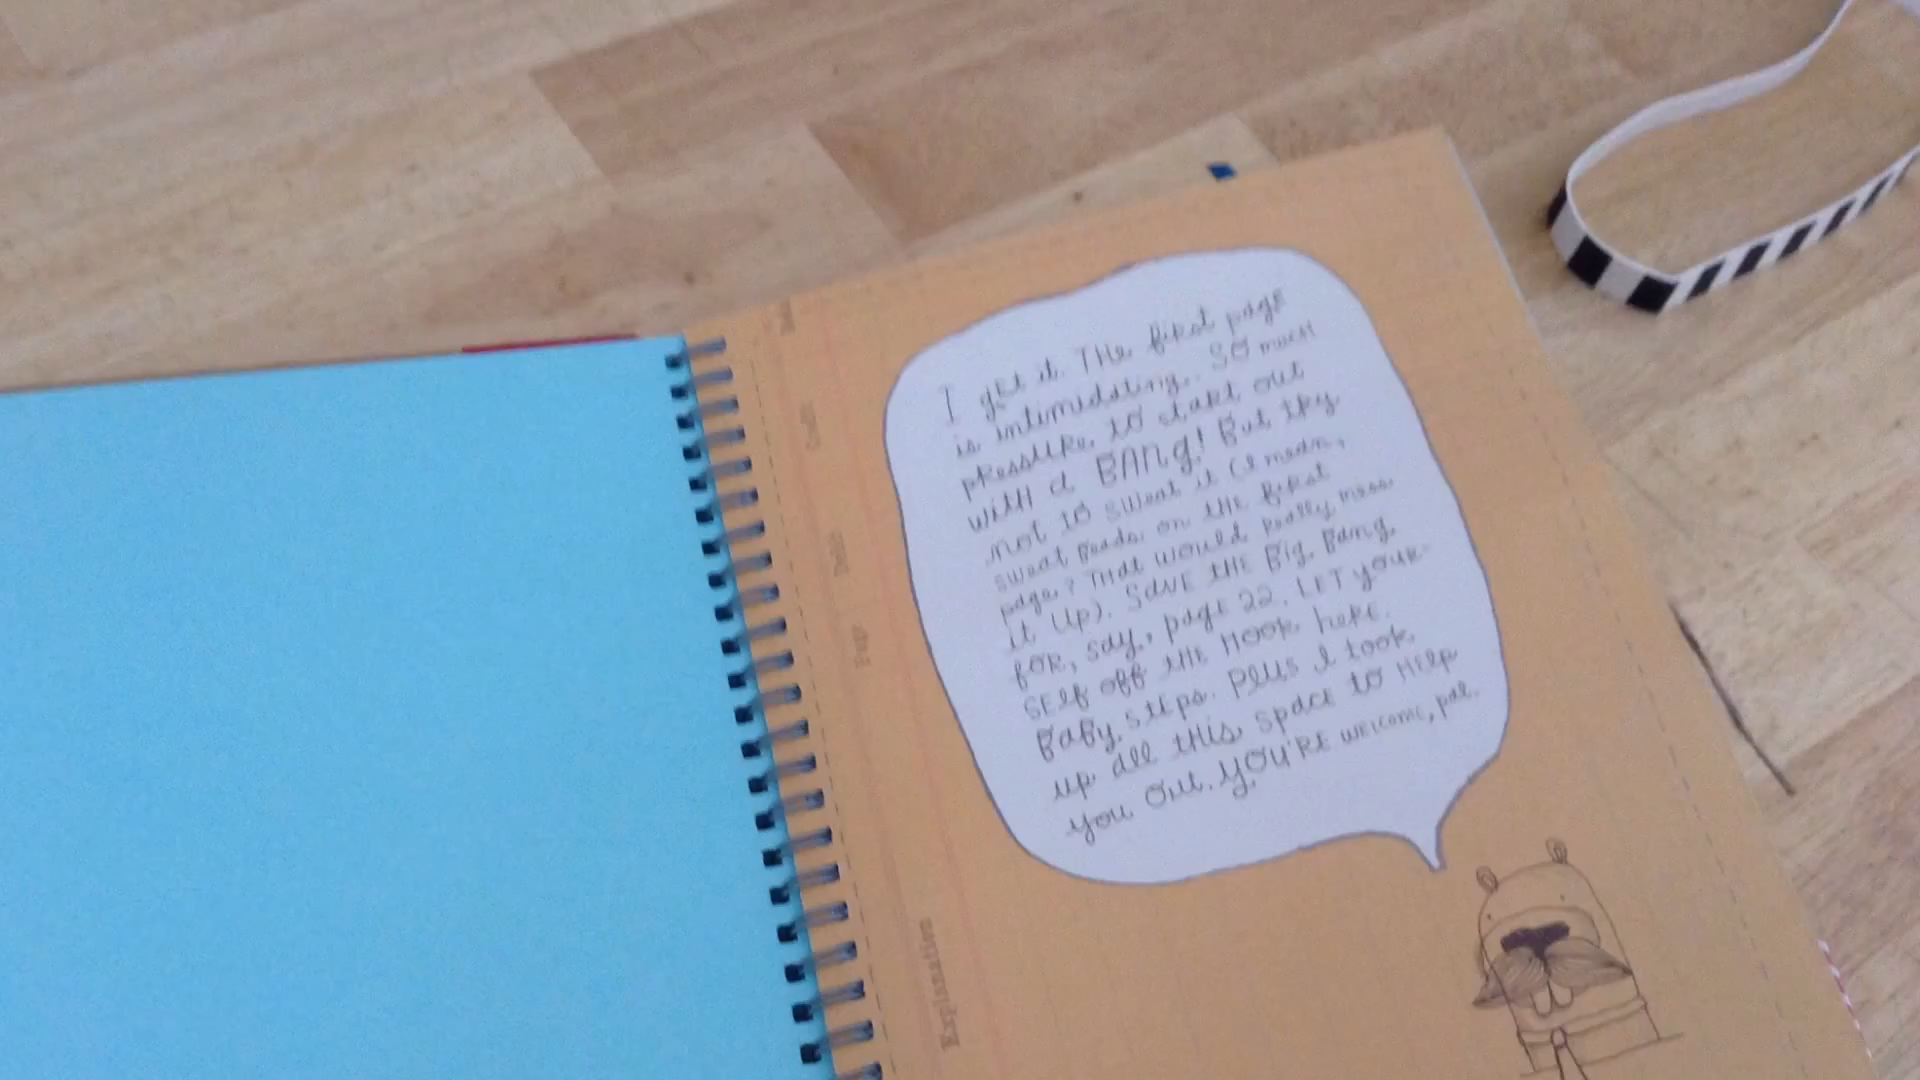 I get it. THE first page
is intimidating. SO much
pressure to start out
with a BANG! But try
not to sweat it (I mean,
sweat beads on the first
page? That would really mess
it up). SAVE the Big Bang
for, say, page 22. LET your-
SELF off the hook here.
Baby steps. Plus I took
up all this space to Help
you out. YOU'RE welcome, pal.
Explanation